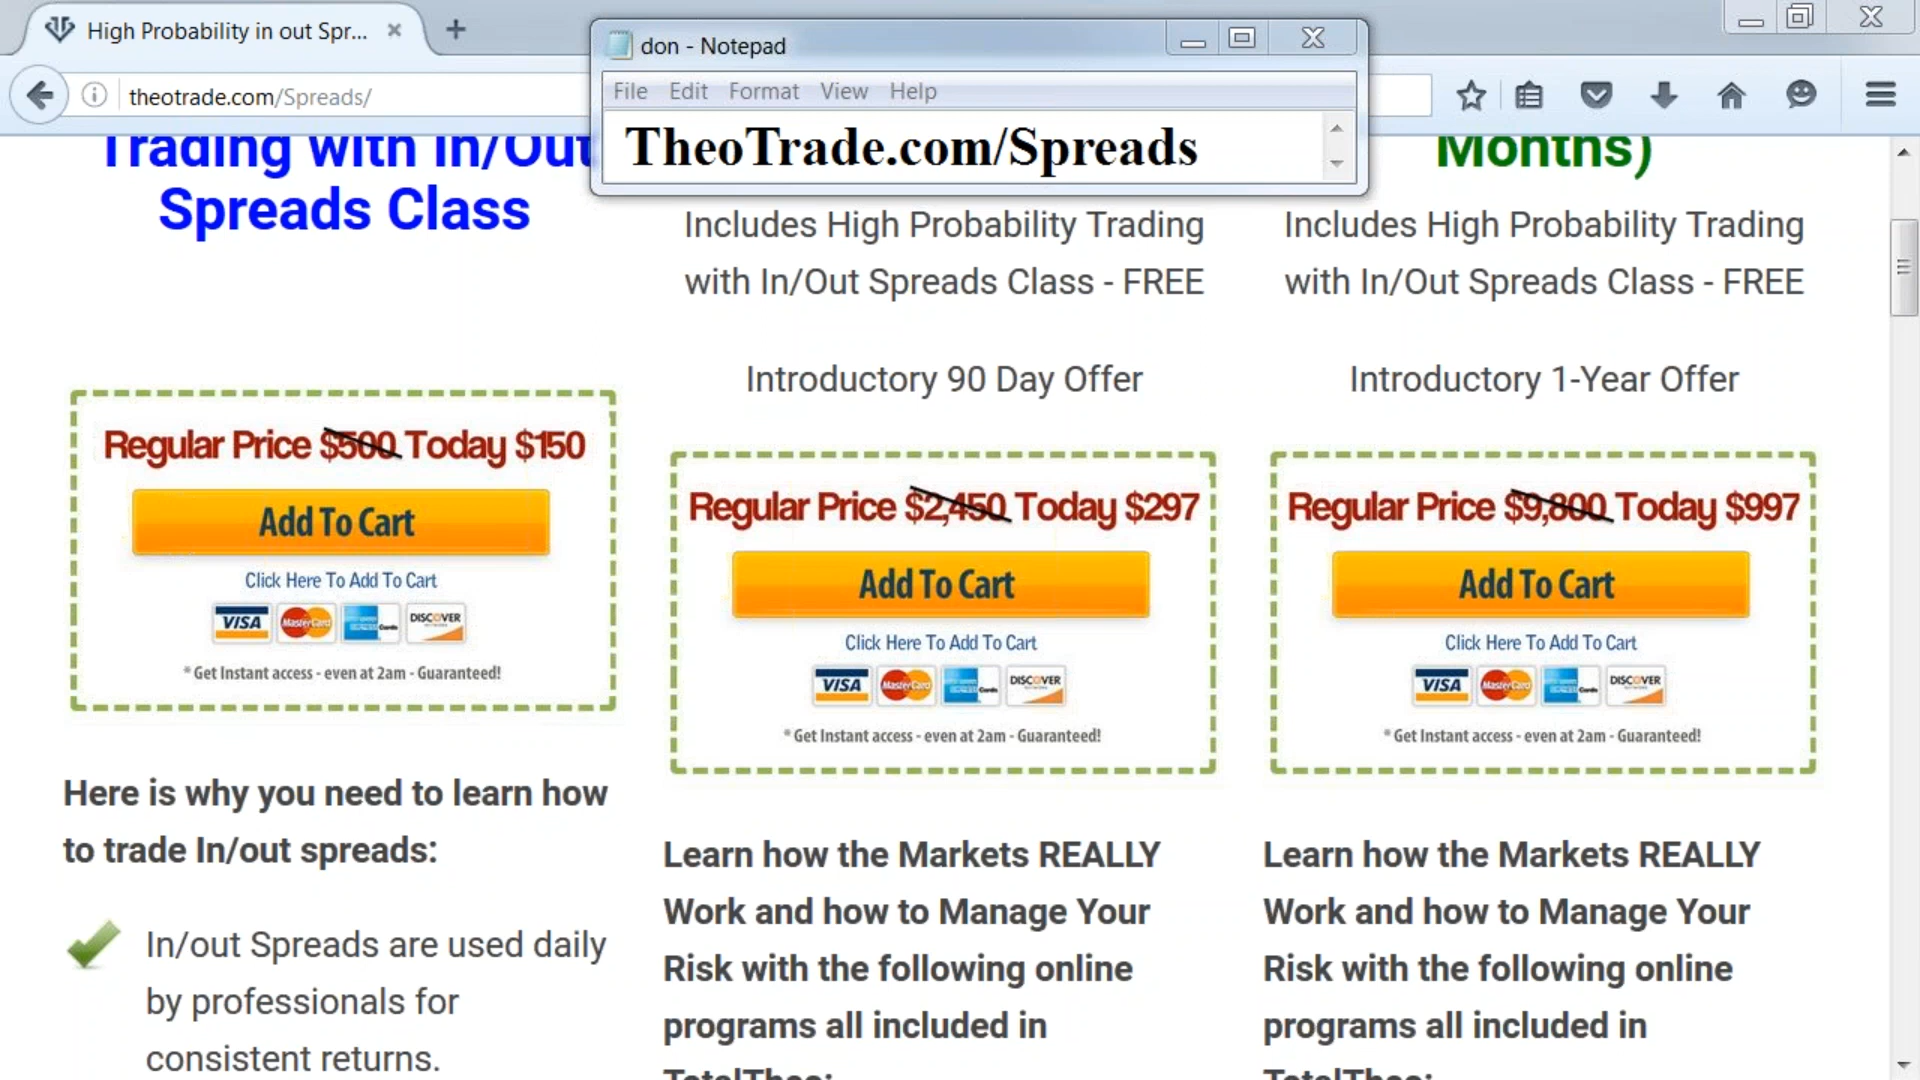 High Probability in out Spr...
theotrade.com/Spreads/
don - Notepad
File Edit Format View Help
TheoTrade.com/Spreads
Trading with In/Out
Spreads Class
Regular Price $500 Today $150
Add To Cart
Click Here To Add To Cart
VISA MasterCard DISCOVER
* Get Instant access - even at 2am - Guaranteed!
Here is why you need to learn how
to trade In/out spreads:
In/out Spreads are used daily
by professionals for
consistent returns.
Includes High Probability Trading
with In/Out Spreads Class - FREE
Introductory 90 Day Offer
Regular Price $2,450 Today $297
Add To Cart
Click Here To Add To Cart
VISA MasterCard DISCOVER
* Get Instant access - even at 2am - Guaranteed!
Learn how the Markets REALLY
Work and how to Manage Your
Risk with the following online
programs all included in
TotalTheo:
Months)
Includes High Probability Trading
with In/Out Spreads Class - FREE
Introductory 1-Year Offer
Regular Price $9,800 Today $997
Add To Cart
Click Here To Add To Cart
VISA MasterCard DISCOVER
* Get Instant access - even at 2am - Guaranteed!
Learn how the Markets REALLY
Work and how to Manage Your
Risk with the following online
programs all included in
TotalTheo: